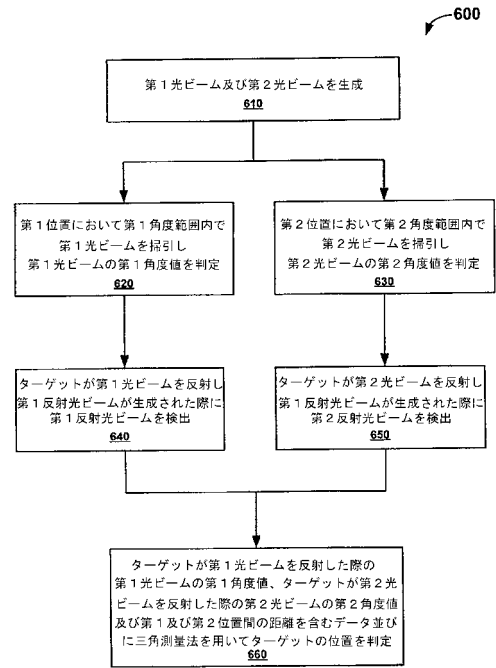 600
第１光ビーム及び第２光ビームを生成
610
第１位置において第１角度範囲内で
第１光ビームを掃引し
第１光ビームの第１角度値を判定
620
第２位置において第２角度範囲内で
第２光ビームを掃引し
第２光ビームの第２角度値を判定
630
ターゲットが第１光ビームを反射し
第１反射光ビームが生成された際に
第１反射光ビームを検出
640
ターゲットが第２光ビームを反射し
第１反射光ビームが生成された際に
第２反射光ビームを検出
650
ターゲットが第１光ビームを反射した際の
第１光ビームの第１角度値、ターゲットが第２光
ビームを反射した際の第２光ビームの第２角度値
及び第１及び第２位置間の距離を含むデータ並び
に三角測量法を用いてターゲットの位置を判定
660